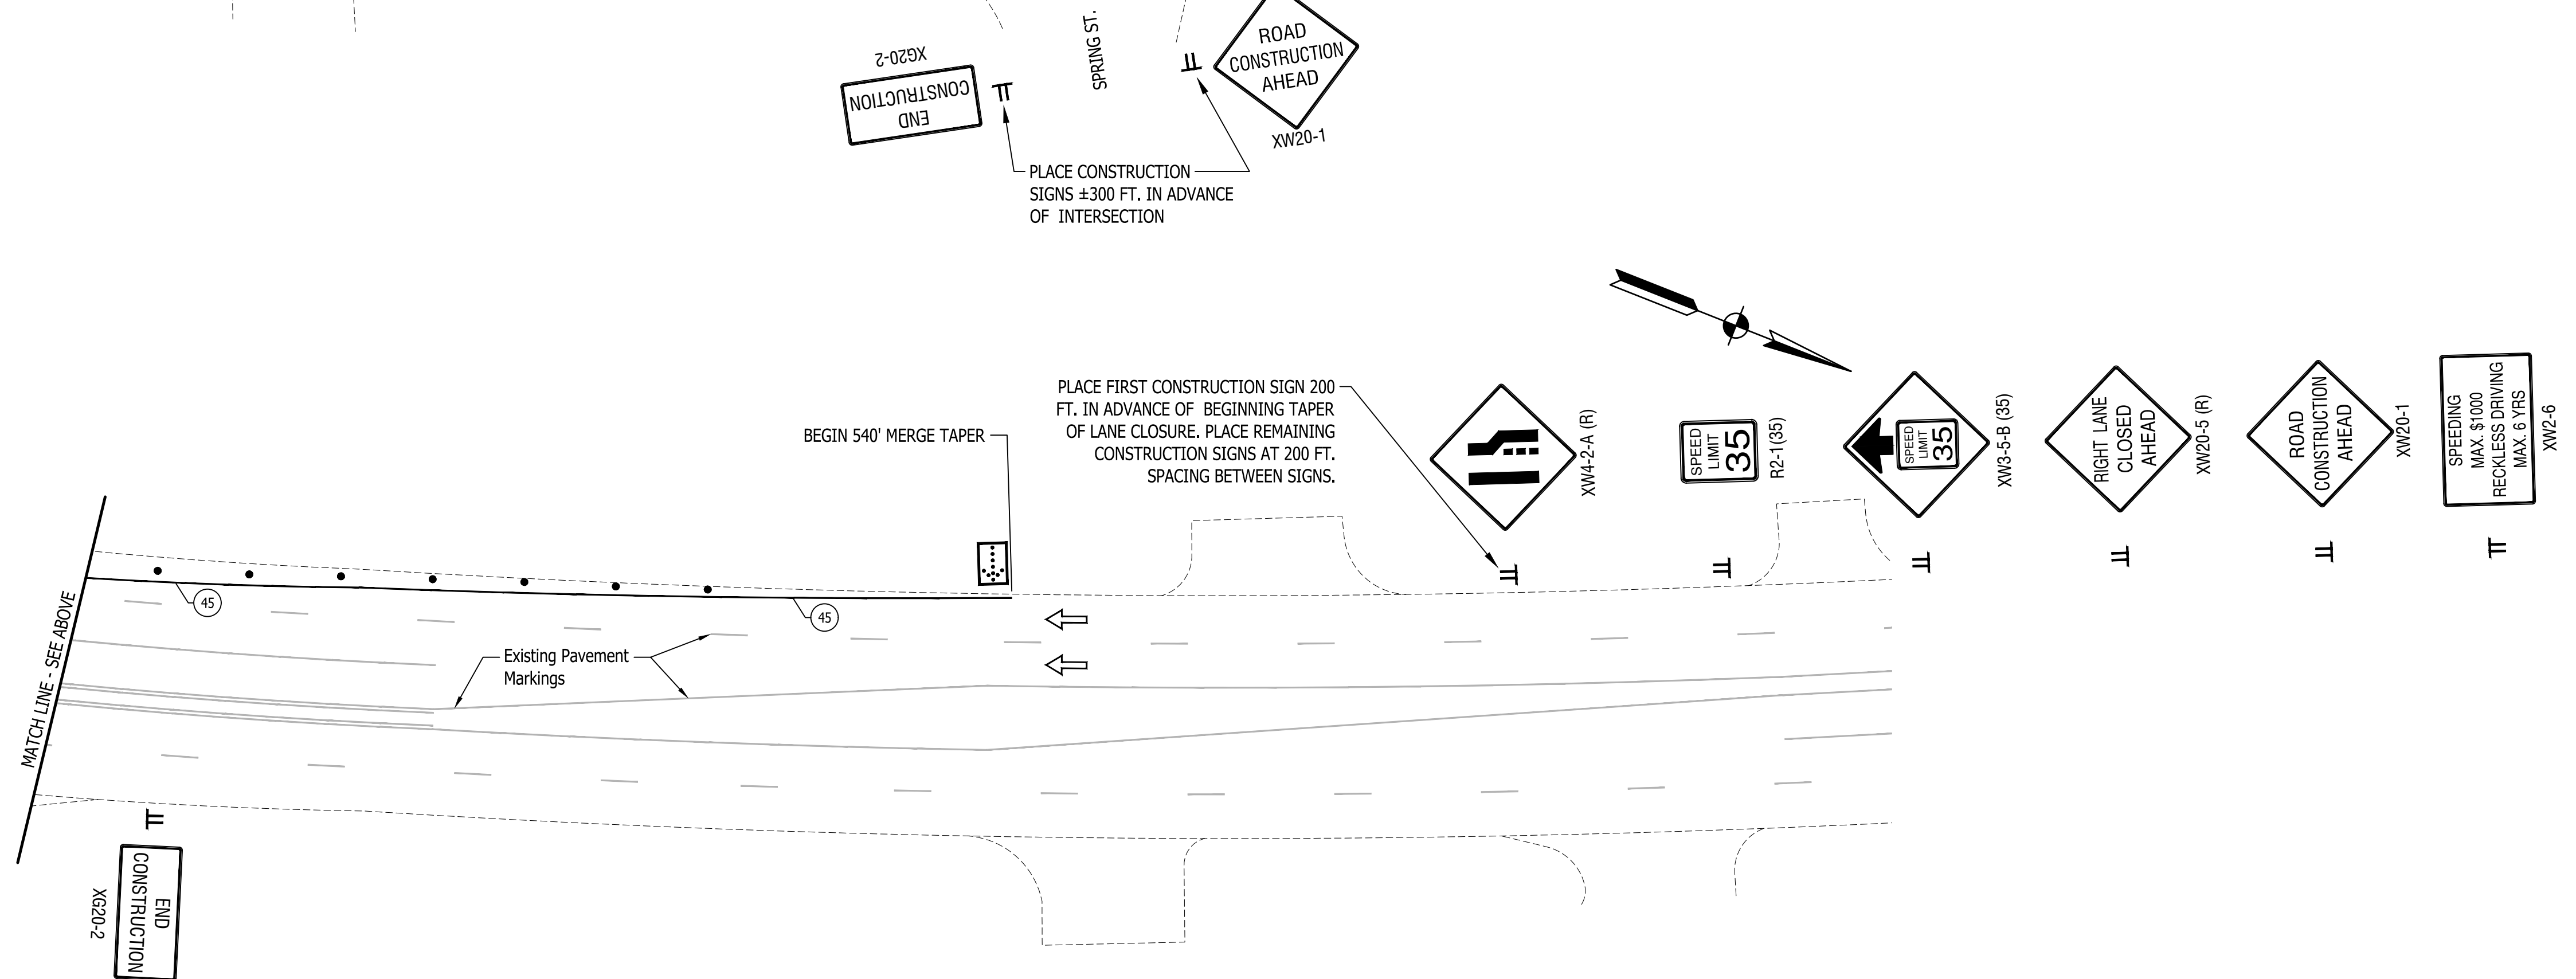 SPRING ST.
XG20-2
END
CONSTRUCTION
ROAD
CONSTRUCTION
AHEAD
XW20-1
PLACE CONSTRUCTION
SIGNS ±300 FT. IN ADVANCE
OF INTERSECTION
PLACE FIRST CONSTRUCTION SIGN 200
FT. IN ADVANCE OF BEGINNING TAPER
OF LANE CLOSURE. PLACE REMAINING
CONSTRUCTION SIGNS AT 200 FT.
SPACING BETWEEN SIGNS.
BEGIN 540' MERGE TAPER
XW4-2-A (R)
SPEED
LIMIT
35
R2-1(35)
SPEED
LIMIT
35
XW3-5-B (35)
RIGHT LANE
CLOSED
AHEAD
XW20-5 (R)
ROAD
CONSTRUCTION
AHEAD
XW20-1
SPEEDING
MAX. $1000
RECKLESS DRIVING
MAX. 6 YRS
XW2-6
45
45
Existing Pavement
Markings
MATCH LINE - SEE ABOVE
END
CONSTRUCTION
XG20-2